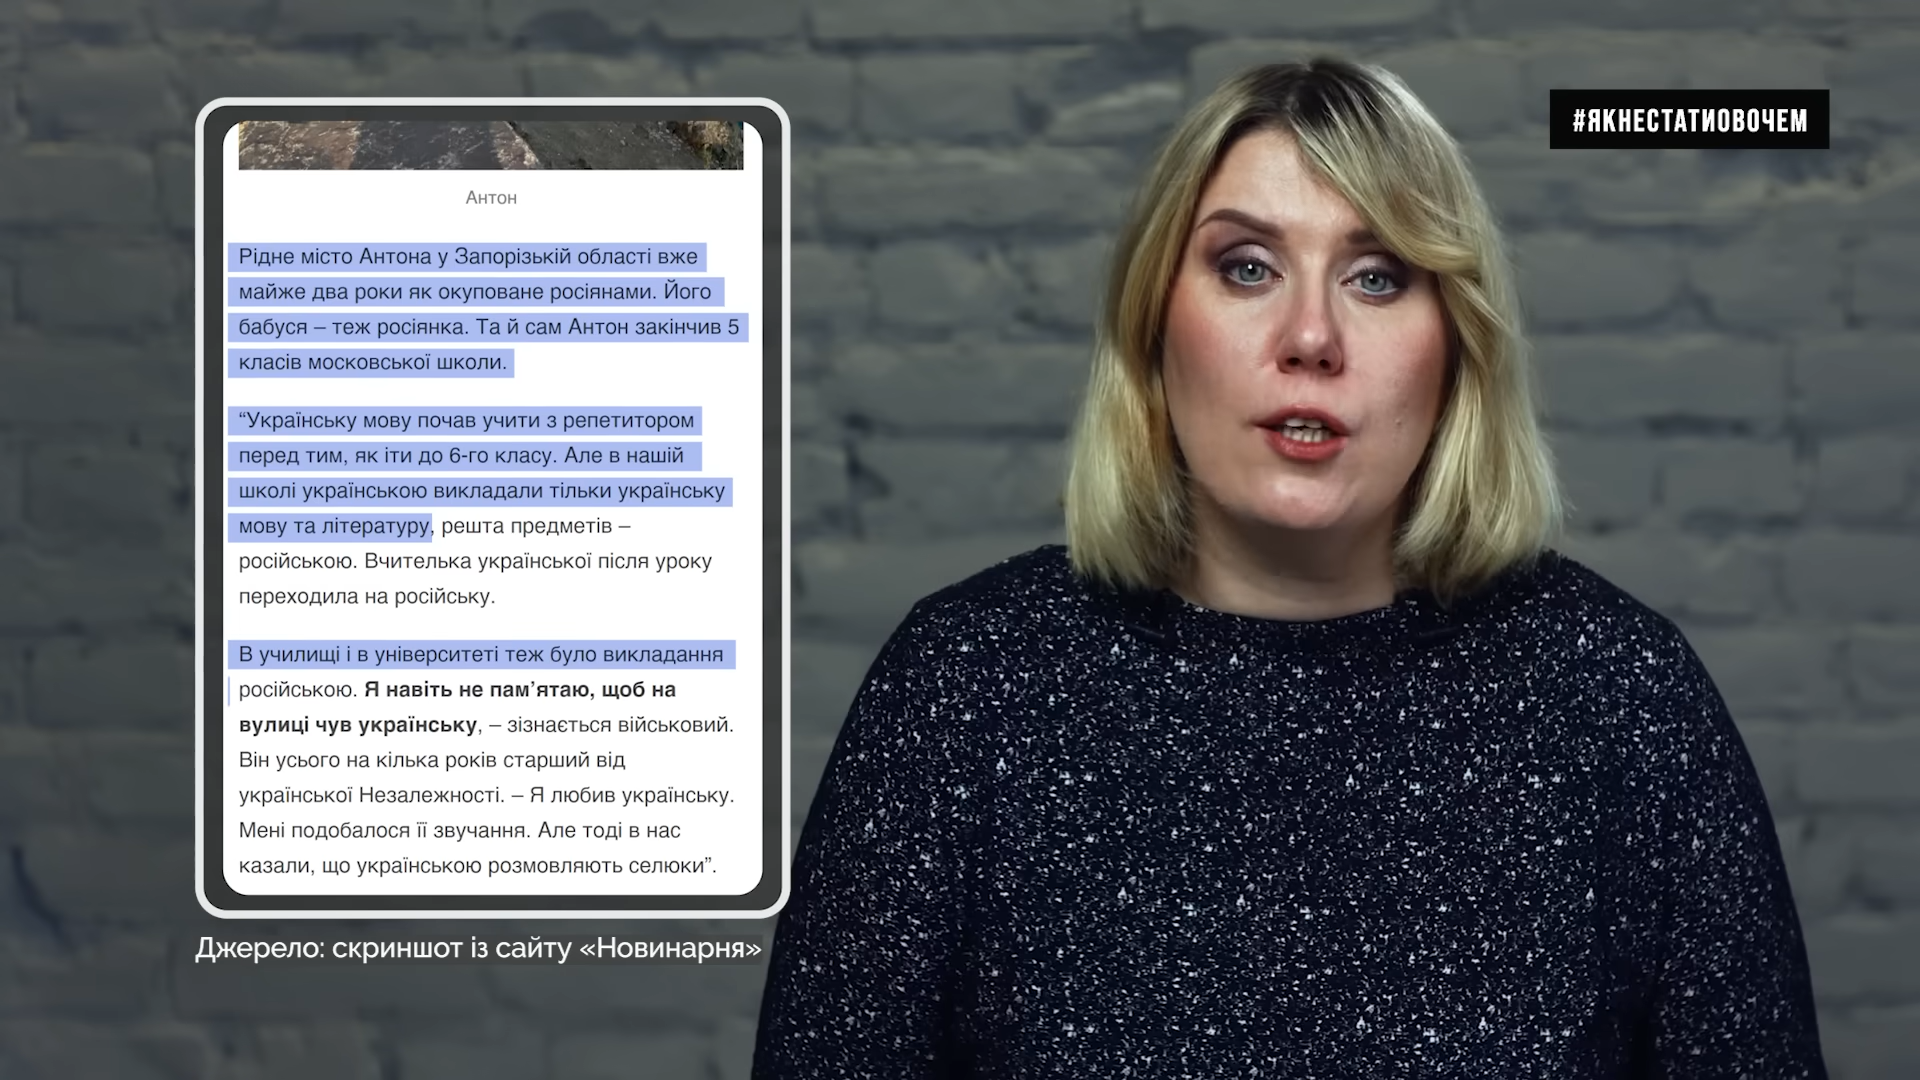 #ЯКНЕСТАТИОВОЧЕМ
Антон
Рідне місто Антона у Запорізькій області вже
майже два роки як окуповане росіянами. Його
бабуся – теж росіянка. Та й сам Антон закінчив 5
класів московської школи.
“Українську мову почав учити з репетитором
перед тим, як іти до 6-го класу. Але в нашій
школі українською викладали тільки українську
мову та літературу, решта предметів –
російською. Вчителька української після уроку
переходила на російську.
В училищі і в університеті теж було викладання
російською. Я навіть не пам’ятаю, щоб на
вулиці чув українську, – зізнається військовий.
Він усього на кілька років старший від
української Незалежності. – Я любив українську.
Мені подобалося її звучання. Але тоді в нас
казали, що українською розмовляють селюки”.
Джерело: скриншот із сайту «Новинарня»